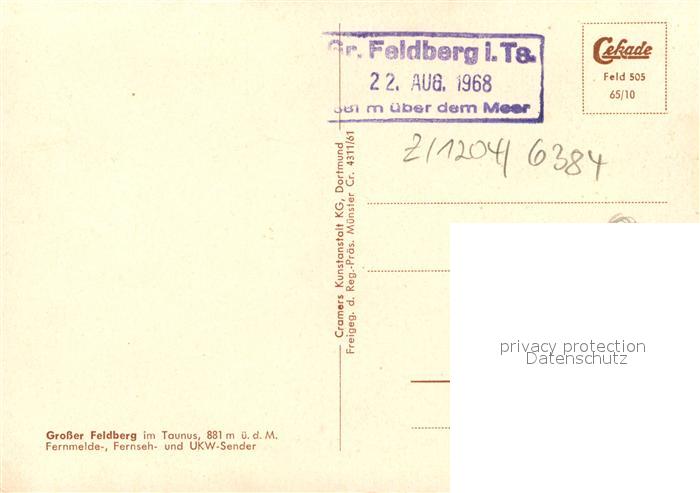 Gr. Feldberg i. Ts.
22. AUG. 1968
881 m über dem Meer
Cekade
Feld 505
65/10
Z/1204/ 6384
Cramers Kunstanstalt KG, Dortmund
Freigeg. d. Reg.-Präs. Münster Cr. 4311/61
privacy protection
Datenschutz
Großer Feldberg im Taunus, 881 m ü. d. M.
Fernmelde-, Fernseh- und UKW-Sender